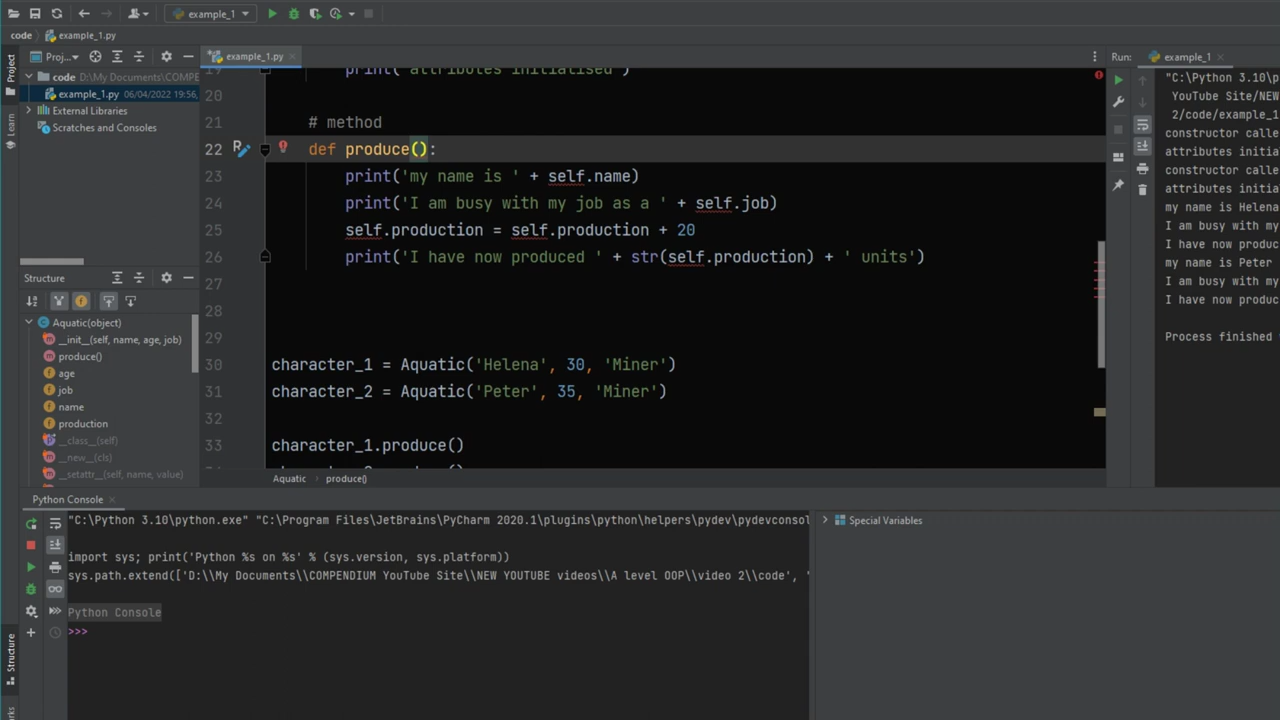 example_1
code
example_1.py
Proj...
example_1.py
Run:
example_1
Project
Learn
Structure
code D:\My Documents\COMPE
example_1.py 06/04/2022 19:56,
External Libraries
Scratches and Consoles
Structure
Aquatic(object)
__init__(self, name, age, job)
produce()
age
job
name
production
__class__(self)
__new__(cls)
__setattr__(self, name, value)
19 print('attributes initialised')
20
21 # method
22 def produce():
23 print('my name is ' + self.name)
24 print('I am busy with my job as a ' + self.job)
25 self.production = self.production + 20
26 print('I have now produced ' + str(self.production) + ' units')
27
28
29
30 character_1 = Aquatic('Helena', 30, 'Miner')
31 character_2 = Aquatic('Peter', 35, 'Miner')
32
33 character_1.produce()
Aquatic
produce()
"C:\Python 3.10\p
YouTube Site/NEW
2/code/example_1
constructor calle
attributes initia
constructor calle
attributes initia
my name is Helena
I am busy with my
I have now produc
my name is Peter
I am busy with my
I have now produc
Process finished
Python Console
"C:\Python 3.10\python.exe" "C:\Program Files\JetBrains\PyCharm 2020.1\plugins\python\helpers\pydev\pydevconsol
import sys; print('Python %s on %s' % (sys.version, sys.platform))
sys.path.extend(['D:\\My Documents\\COMPENDIUM YouTube Site\\NEW YOUTUBE videos\\A level OOP\\video 2\\code', '
Python Console
>>>
Special Variables